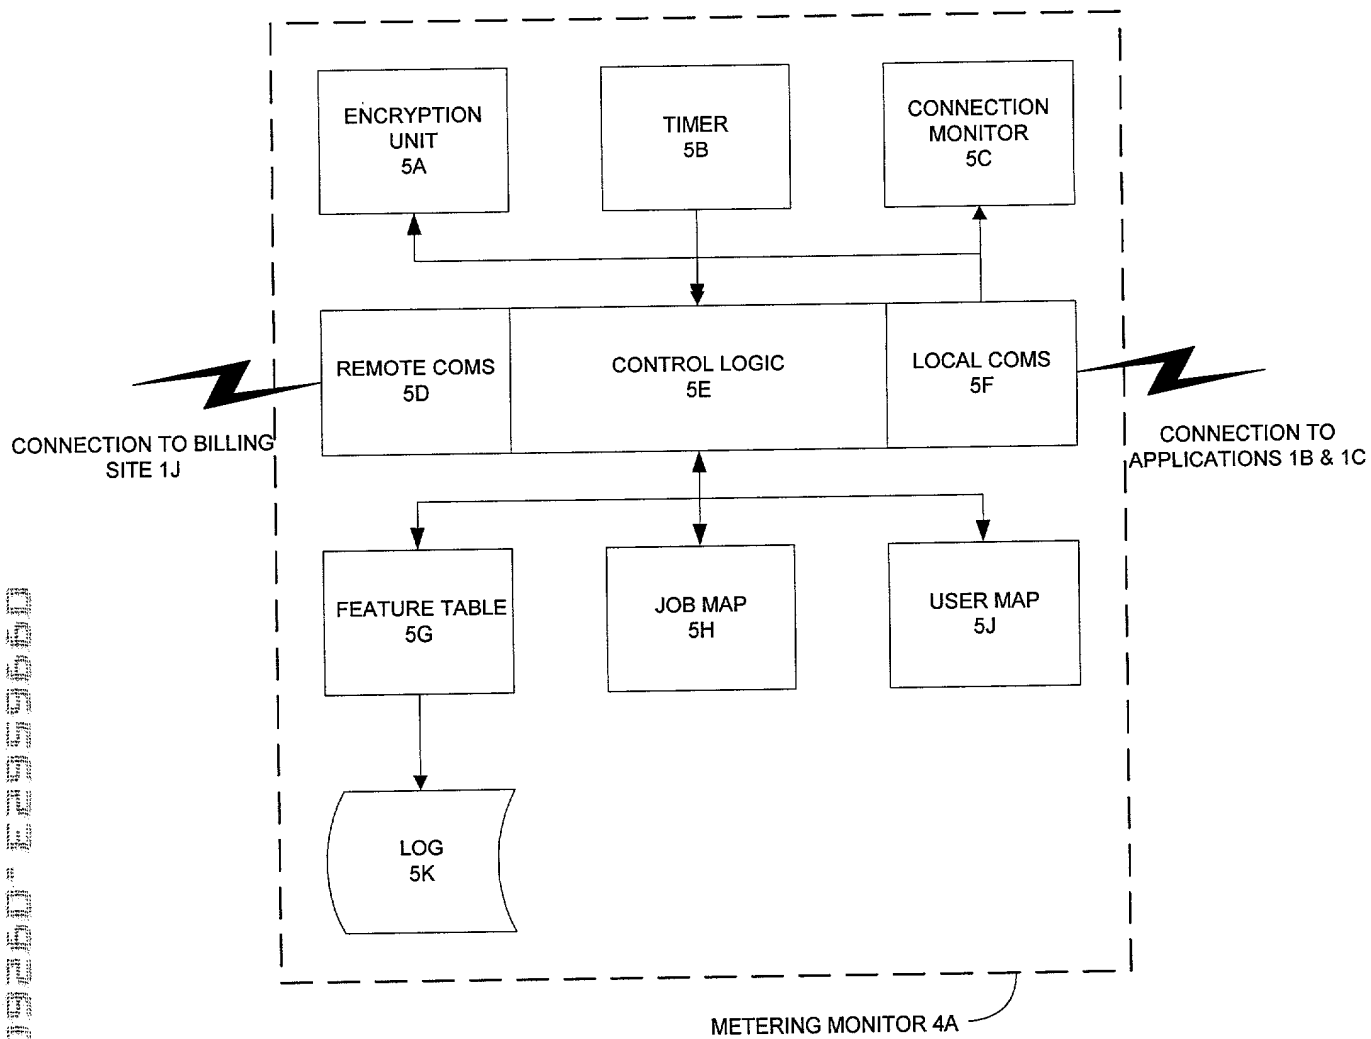 ENCRYPTION
UNIT
5A
TIMER
5B
CONNECTION
MONITOR
5C
REMOTE COMS
5D
CONTROL LOGIC
5E
LOCAL COMS
5F
CONNECTION TO BILLING
SITE 1J
CONNECTION TO
APPLICATIONS 1B & 1C
FEATURE TABLE
5G
JOB MAP
5H
USER MAP
5J
LOG
5K
METERING MONITOR 4A